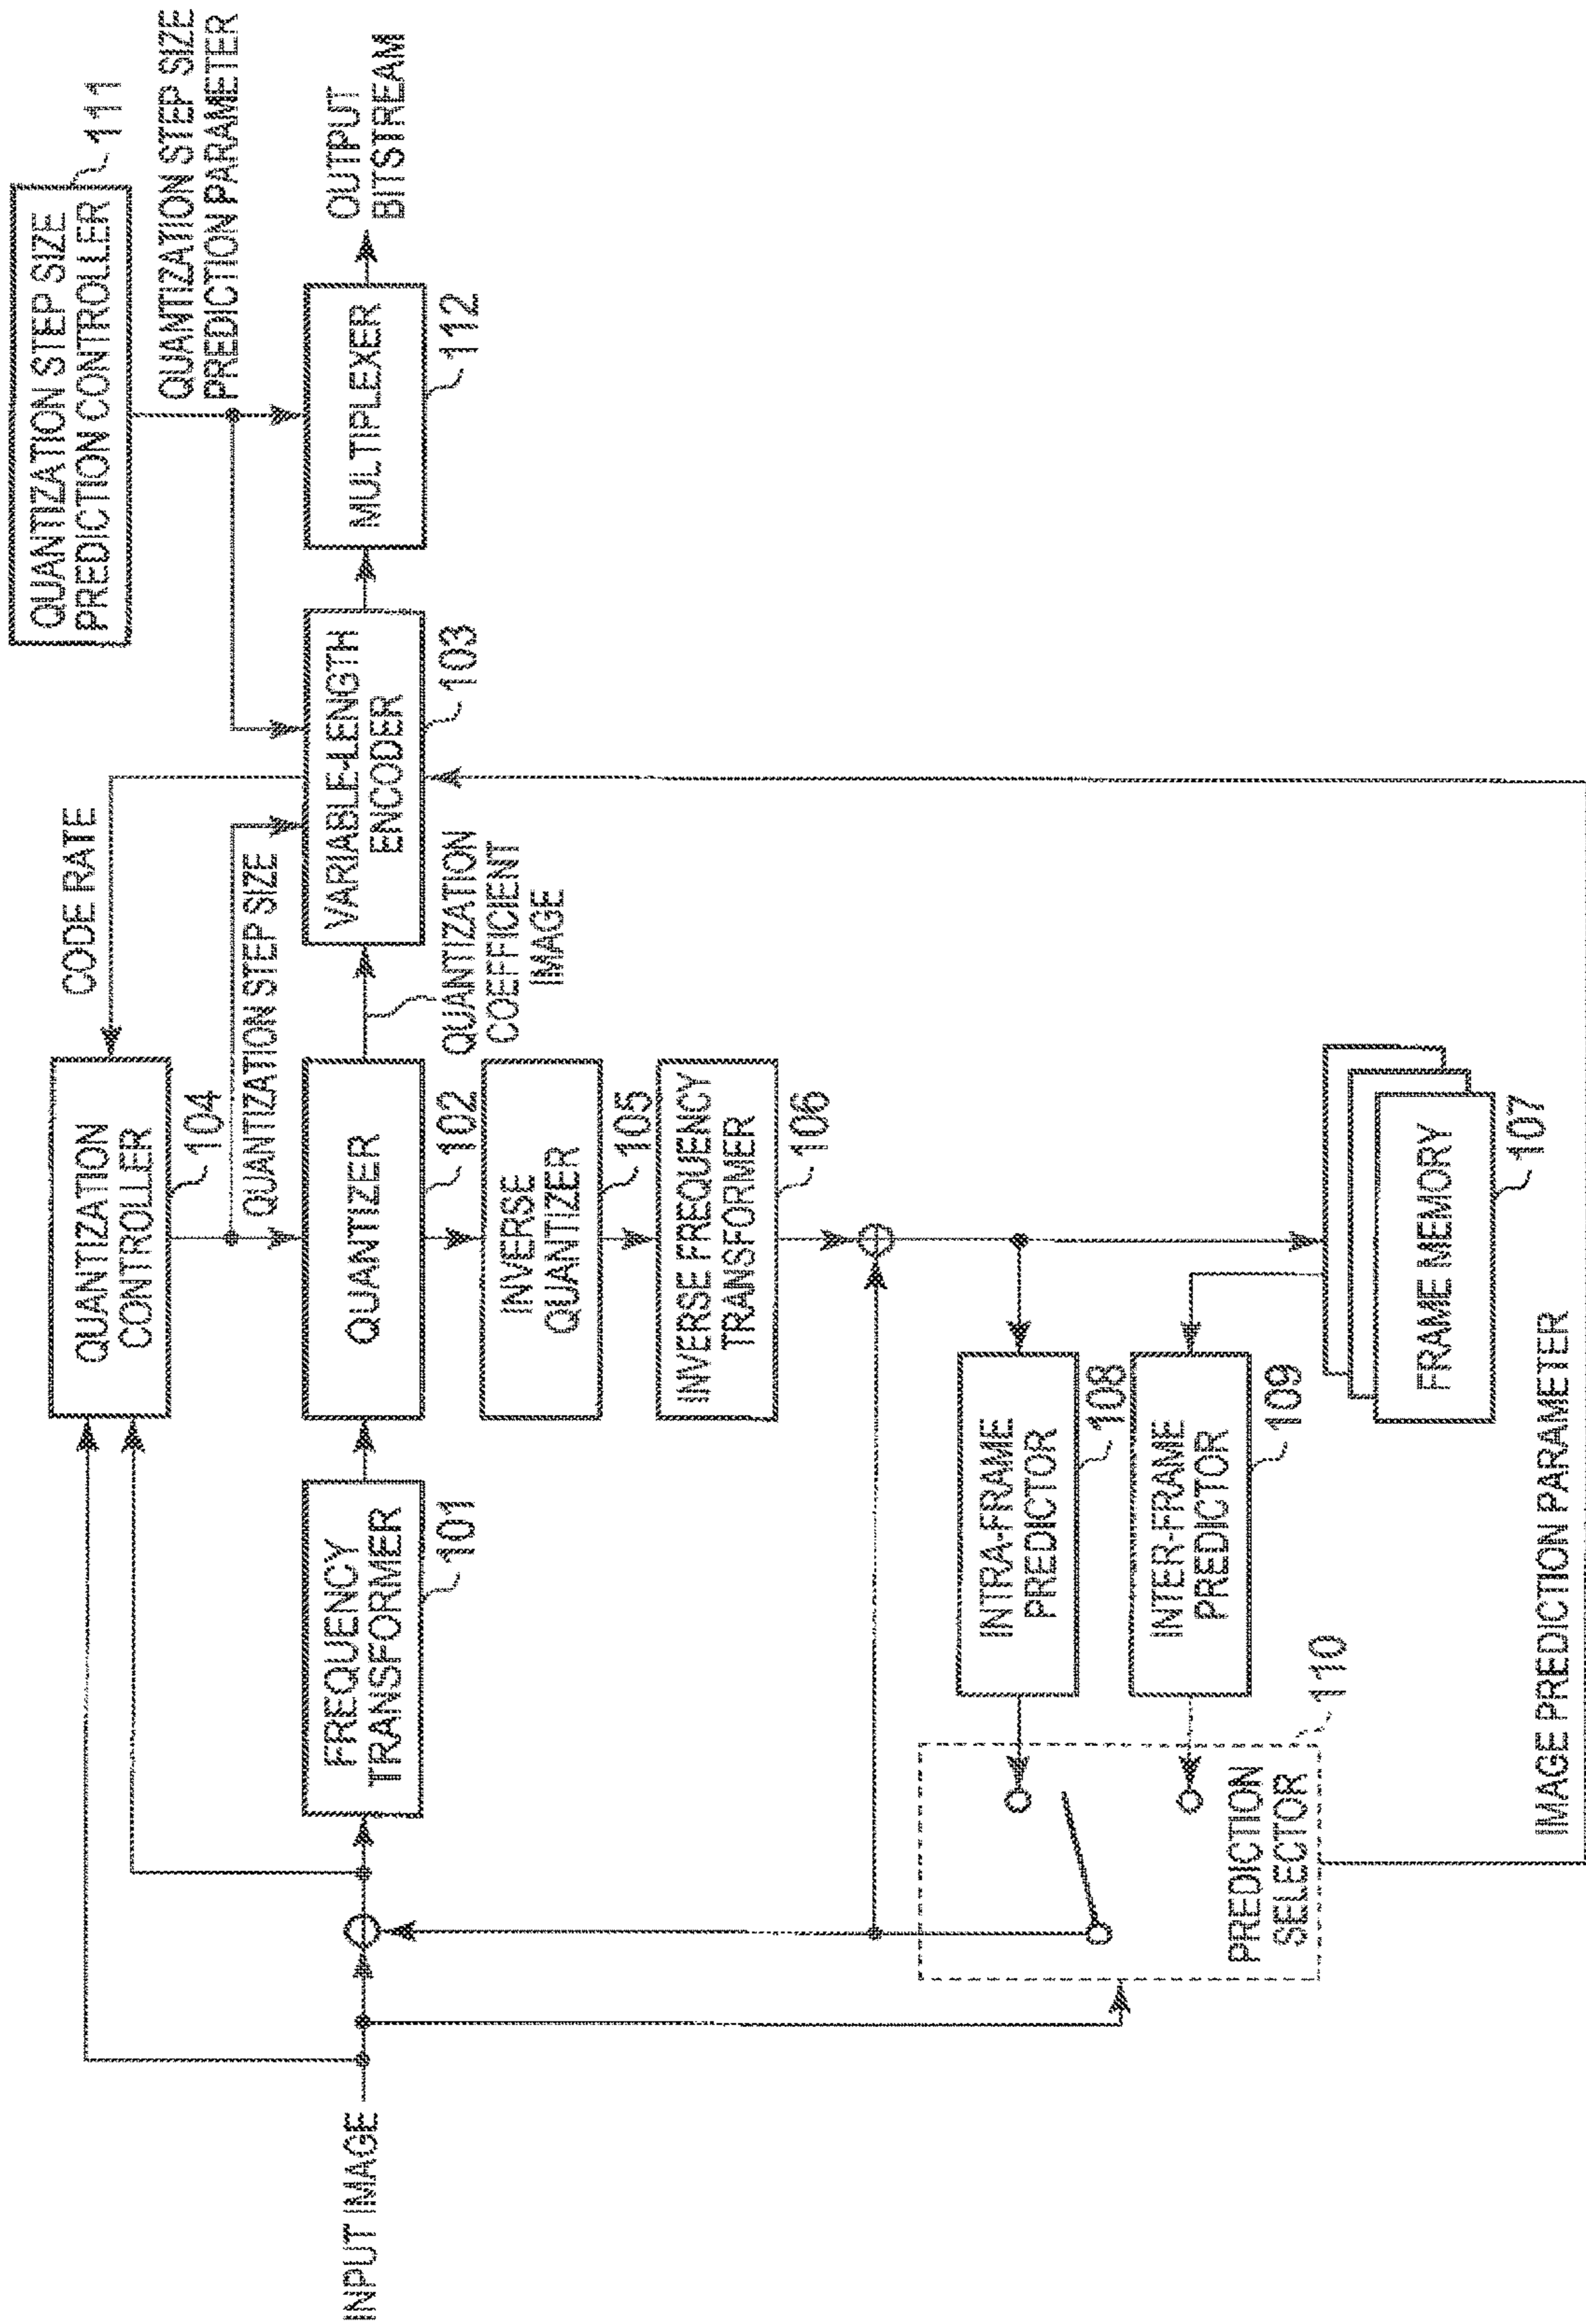 QUANTIZATION STEP SIZE
PREDICTION CONTROLLER
111
QUANTIZATION STEP SIZE
PREDICTION PARAMETER
CODE RATE
QUANTIZATION
CONTROLLER
104
QUANTIZATION STEP SIZE
INPUT IMAGE
FREQUENCY
TRANSFORMER
101
QUANTIZER
102
QUANTIZATION
COEFFICIENT
IMAGE
VARIABLE-LENGTH
ENCODER
103
MULTIPLEXER
112
OUTPUT
BITSTREAM
INVERSE
QUANTIZER
105
INVERSE FREQUENCY
TRANSFORMER
106
INTRA-FRAME
PREDICTOR
108
INTER-FRAME
PREDICTOR
109
PREDICTION
SELECTOR
110
FRAME MEMORY
107
IMAGE PREDICTION PARAMETER